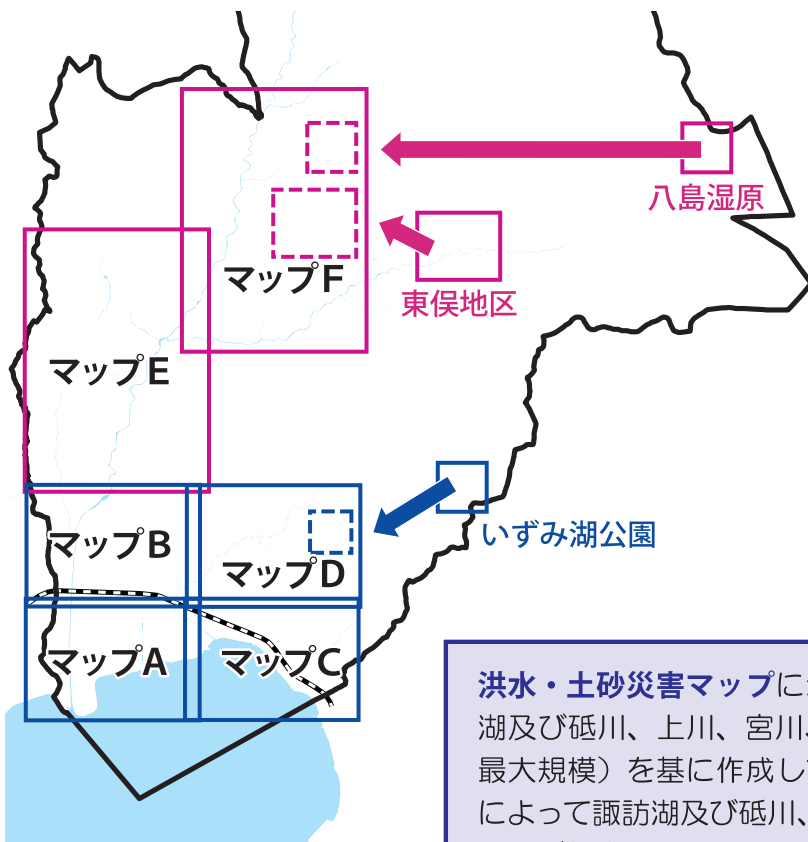 八島湿原
マップF
東俣地区
マップE
いずみ湖公園
マップB
マップD
マップA
マップC
洪水・土砂災害マップに
湖及び砥川、上川、宮川、
最大規模）を基に作成し
によって諏訪湖及び砥川、